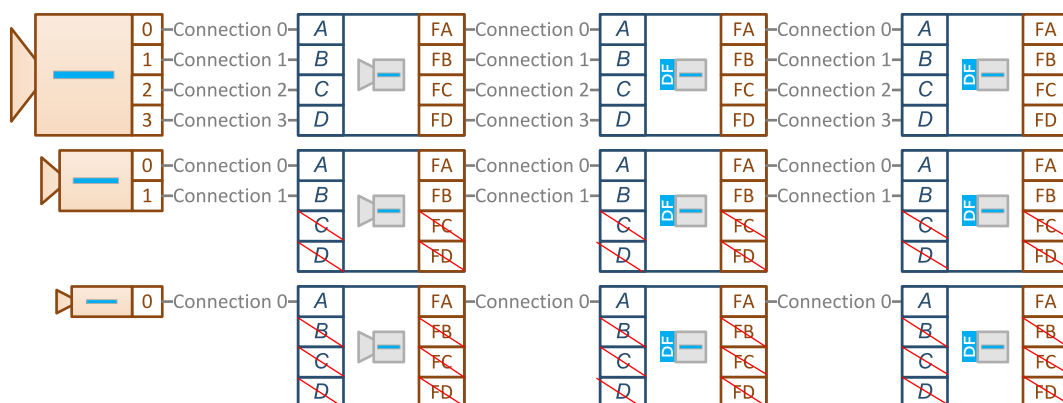 0 Connection 0 A FA Connection 0 A FA Connection 0 A FA
1 Connection 1 B FB Connection 1 B FB Connection 1 B FB
2 Connection 2 C DF FC Connection 2 C DF FC Connection 2 C DF FC
3 Connection 3 D FD Connection 3 D FD Connection 3 D FD
0 Connection 0 A FA Connection 0 A FA Connection 0 A FA
1 Connection 1 B FB Connection 1 B FB Connection 1 B FB
C FC C DF FC C DF FC
D FD D FD D FD
0 Connection 0 A FA Connection 0 A FA Connection 0 A FA
B FB B FB B FB
C FC C DF FC C DF FC
D FD D FD D FD